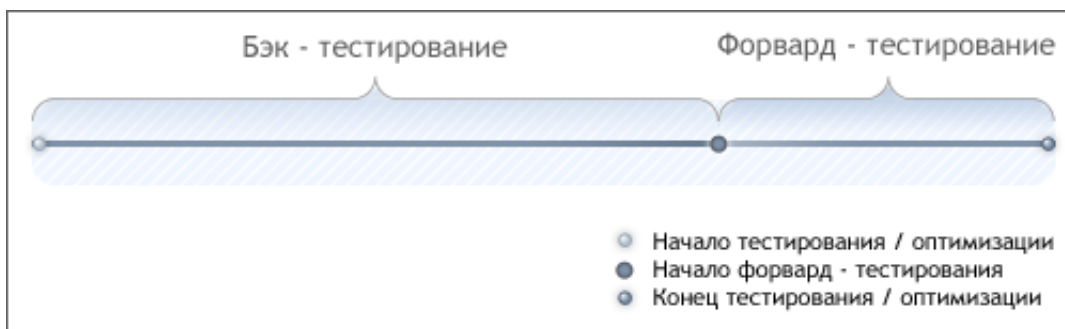 Бэк - тестирование
Форвард - тестирование
Начало тестирования / оптимизации
Начало форвард - тестирования
Конец тестирования / оптимизации